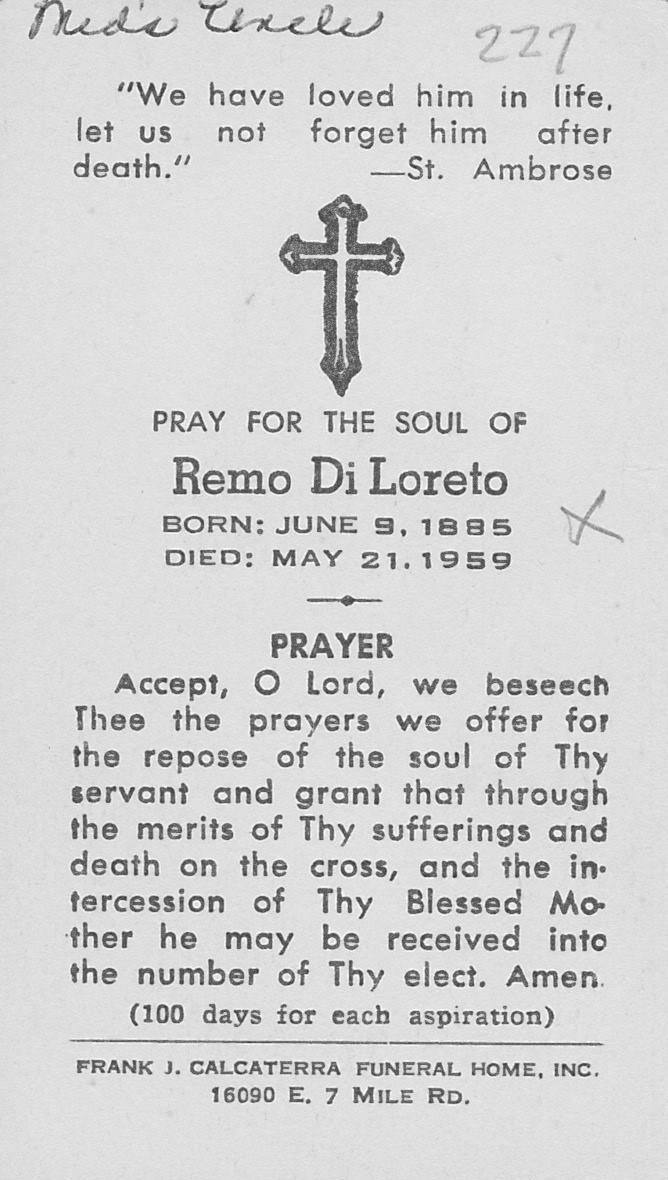 Med's Uncle
227
"We have loved him in life,
let us not forget him after
death." —St. Ambrose
PRAY FOR THE SOUL OF
Remo Di Loreto
BORN: JUNE 9, 1885
DIED: MAY 21, 1959
PRAYER
Accept, O Lord, we beseech
Thee the prayers we offer for
the repose of the soul of Thy
servant and grant that through
the merits of Thy sufferings and
death on the cross, and the in-
tercession of Thy Blessed Mo-
ther he may be received into
the number of Thy elect. Amen.
(100 days for each aspiration)
FRANK J. CALCATERRA FUNERAL HOME, INC.
16090 E. 7 MILE RD.